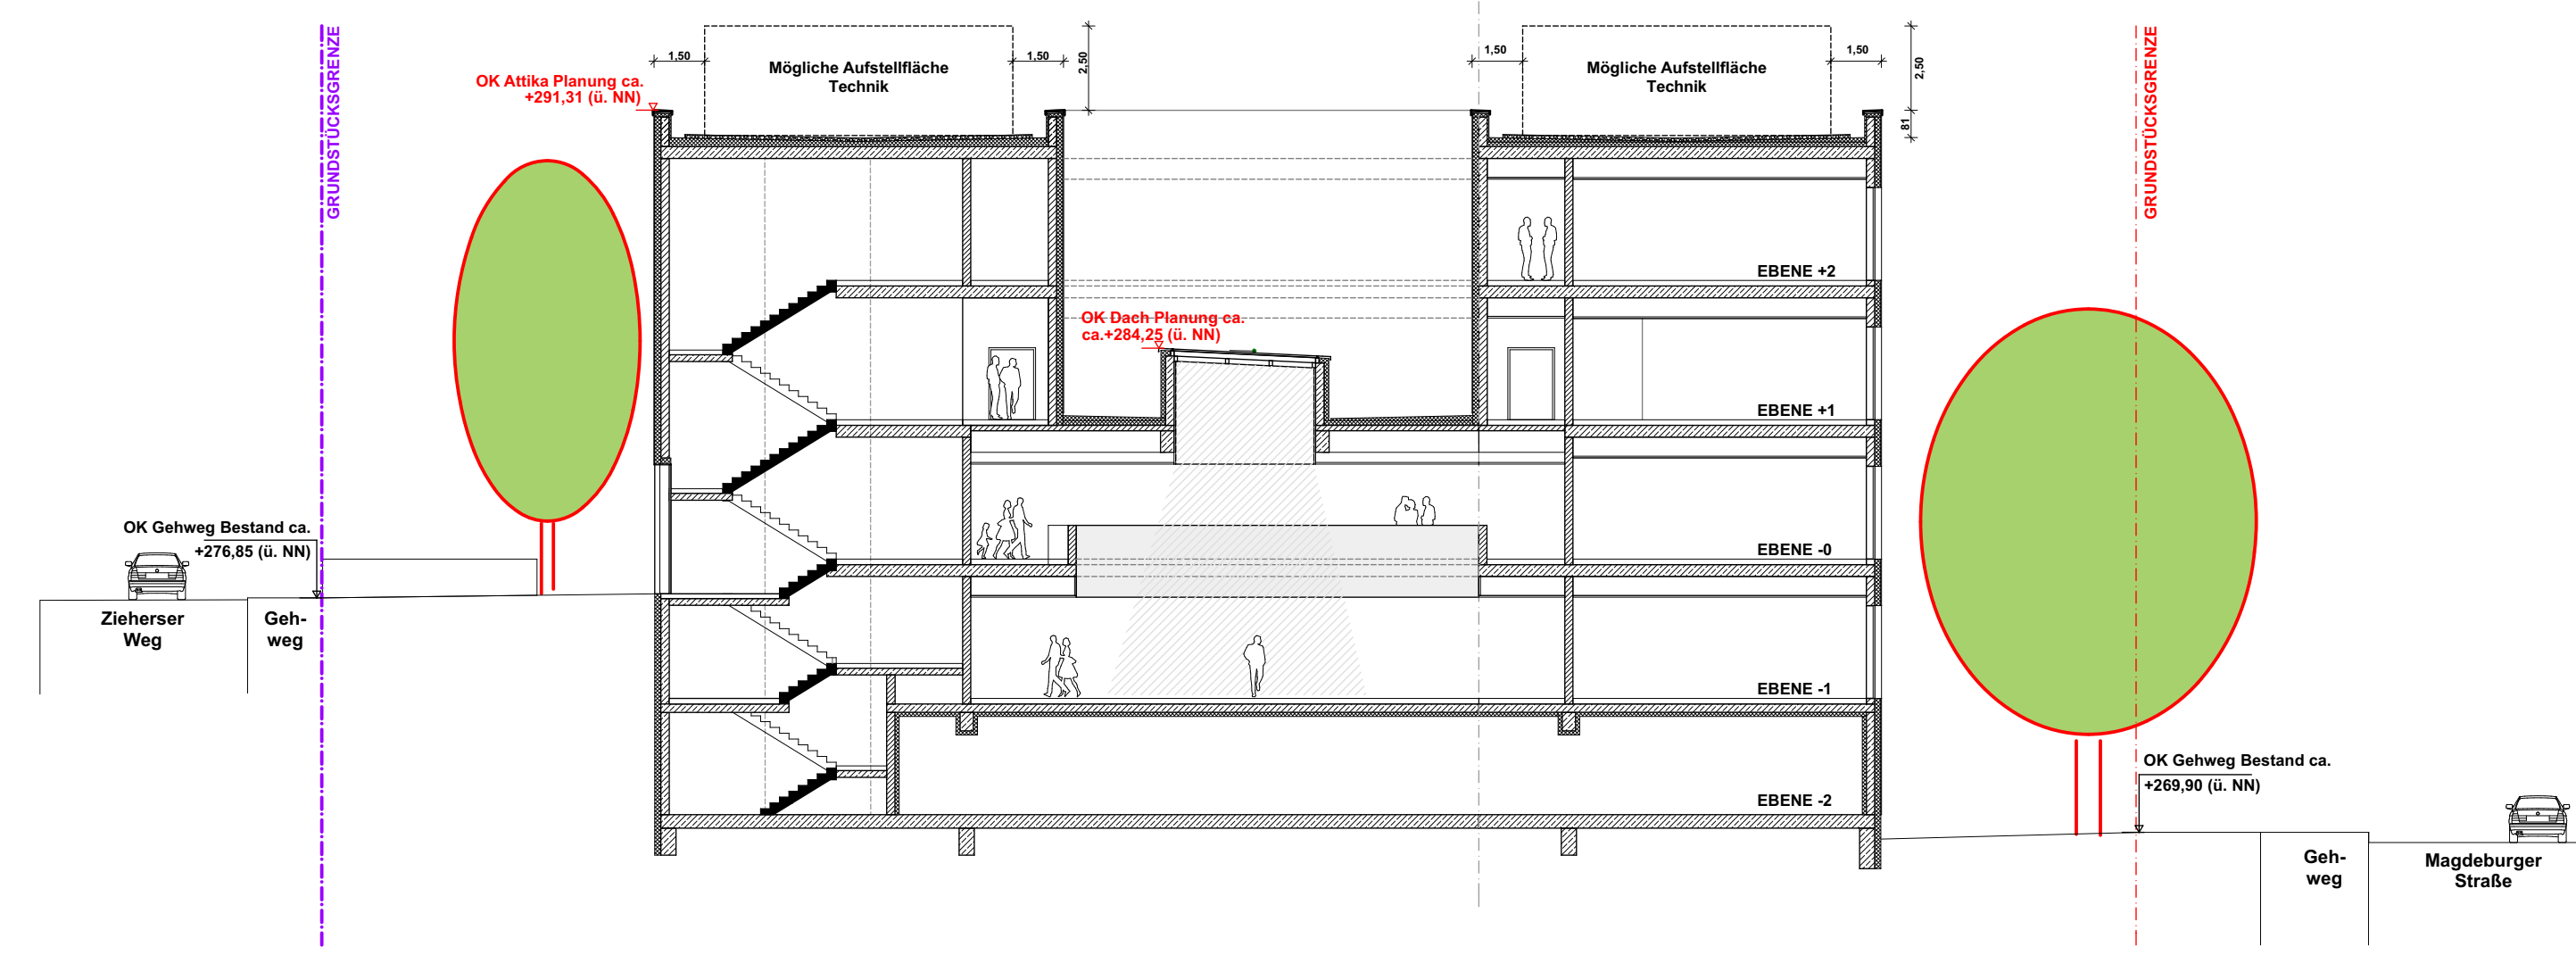 GRUNDSTÜCKSGRENZE
OK Attika Planung ca.
+291,31 (ü. NN)
1,50
Mögliche Aufstellfläche
Technik
1,50
2,50
1,50
Mögliche Aufstellfläche
Technik
1,50
2,50
81
GRUNDSTÜCKSGRENZE
EBENE +2
OK Dach Planung ca.
ca.+284,25 (ü. NN)
EBENE +1
OK Gehweg Bestand ca.
+276,85 (ü. NN)
EBENE -0
Zieherser
Weg
Geh-
weg
EBENE -1
OK Gehweg Bestand ca.
+269,90 (ü. NN)
EBENE -2
Geh-
weg
Magdeburger
Straße